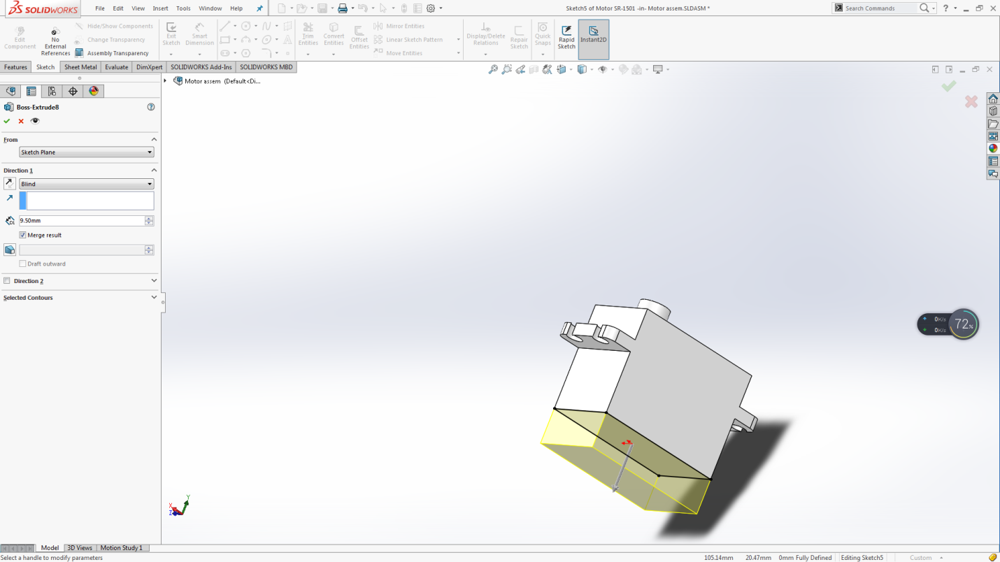 SOLIDWORKS
File Edit View Insert Tools Window Help
Sketch5 of Motor SR-1501 -in- Motor assem.SLDASM *
Search Commands
?
Edit Component
No External References
Hide/Show Components
Change Transparency
Assembly Transparency
Exit Sketch
Smart Dimension
Trim Entities
Convert Entities
Offset Entities
Mirror Entities
Linear Sketch Pattern
Move Entities
Display/Delete Relations
Repair Sketch
Quick Snaps
Rapid Sketch
Instant2D
Features Sketch Sheet Metal Evaluate DimXpert SOLIDWORKS Add-Ins SOLIDWORKS MBD
Motor assem (Default<Di...
Boss-Extrude8
?
From
Sketch Plane
Direction 1
Blind
D1
9.50mm
Merge result
Draft outward
Direction 2
Selected Contours
0K/s
0K/s
72%
X
Y
Z
Model 3D Views Motion Study 1
Select a handle to modify parameters
105.14mm 20.47mm 0mm Fully Defined Editing Sketch5 Custom